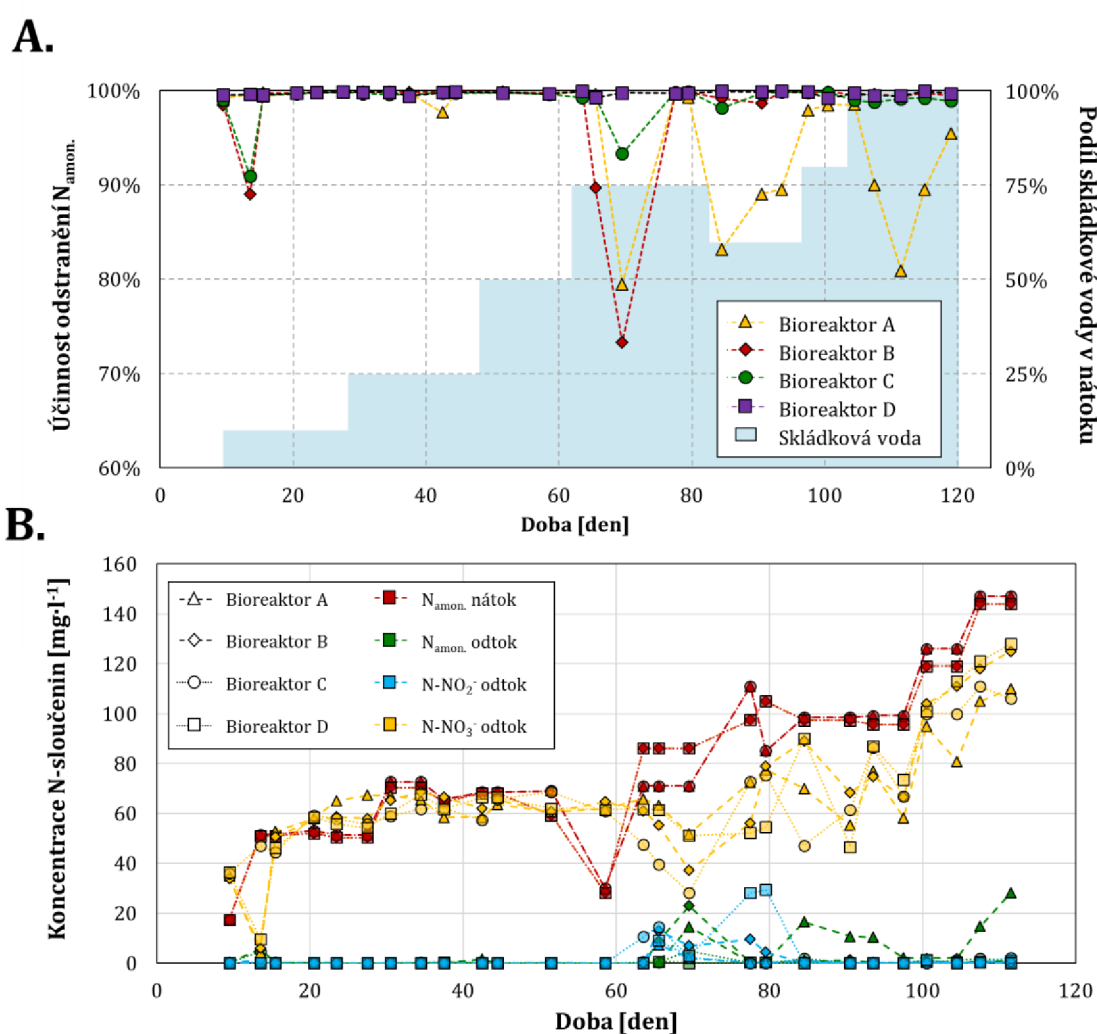 A.
100%
90%
80%
70%
60%
Účinnost odstranění Namon.
100%
75%
50%
25%
0%
Podíl skládkové vody v nátoku
Bioreaktor A
Bioreaktor B
Bioreaktor C
Bioreaktor D
Skládková voda
0 20 40 60 80 100 120
Doba [den]
B.
160
140
120
100
80
60
40
20
0
Koncentrace N-sloučenin [mg·l-1]
Bioreaktor A
Bioreaktor B
Bioreaktor C
Bioreaktor D
Namon. nátok
Namon. odtok
N-NO2- odtok
N-NO3- odtok
0 20 40 60 80 100 120
Doba [den]